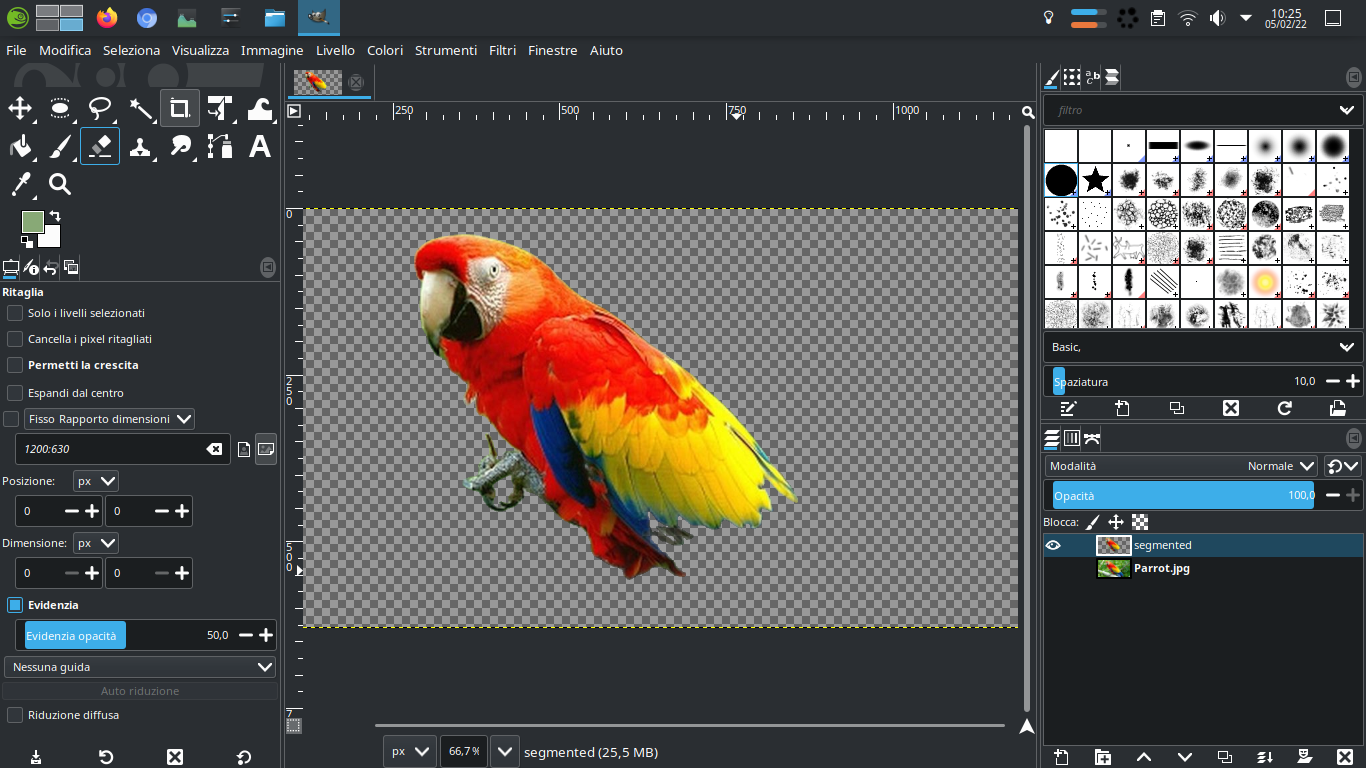 10:25
05/02/22
File Modifica Seleziona Visualizza Immagine Livello Colori Strumenti Filtri Finestre Aiuto
250 500 750 1000
0
250
500
7
Ritaglia
Solo i livelli selezionati
Cancella i pixel ritagliati
Permetti la crescita
Espandi dal centro
Fisso Rapporto dimensioni
1200:630
Posizione: px
0 0
Dimensione: px
0 0
Evidenzia
Evidenzia opacità 50,0
Nessuna guida
Auto riduzione
Riduzione diffusa
px 66,7% segmented (25,5 MB)
filtro
Basic,
Spaziatura 10,0
Modalità Normale
Opacità 100,0
Blocca:
segmented
Parrot.jpg